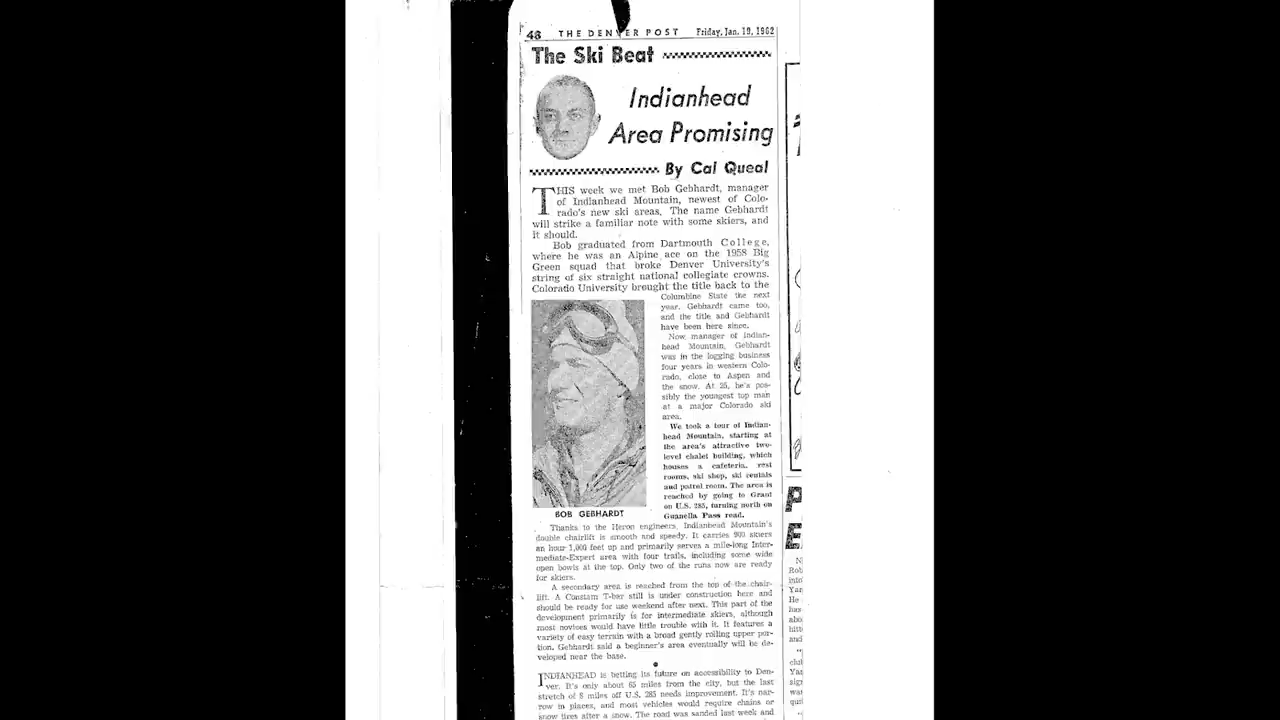 48 THE DENVER POST Friday, Jan. 19, 1962
The Ski Beat
Indianhead
Area Promising
By Cal Queal
THIS week we met Bob Gebhardt, manager
of Indianhead Mountain, newest of Colo-
rado's new ski areas. The name Gebhardt
will strike a familiar note with some skiers, and
it should.
Bob graduated from Dartmouth College,
where he was an Alpine ace on the 1958 Big
Green squad that broke Denver University's
string of six straight national collegiate crowns.
Colorado University brought the title back to the
Columbine State the next
year. Gebhardt came too,
and the title and Gebhardt
have been here since.
Now manager of Indian-
head Mountain, Gebhardt
was in the logging business
four years in western Colo-
rado, close to Aspen and
the snow. At 25, he's pos-
sibly the youngest top man
at a major Colorado ski
area.
We took a tour of Indian-
head Mountain, starting at
the area's attractive two-
level chalet building, which
houses a cafeteria, rest
rooms, ski shop, ski rentals
and patrol room. The area is
reached by going to Grant
on U.S. 285, turning north on
Guanella Pass road.
BOB GEBHARDT
Thanks to the Heron engineers, Indianhead Mountain's
double chairlift is smooth and speedy. It carries 900 skiers
an hour 1,000 feet up and primarily serves a mile-long Inter-
mediate-Expert area with four trails, including some wide
open bowls at the top. Only two of the runs now are ready
for skiers.
A secondary area is reached from the top of the chair-
lift. A Constam T-bar still is under construction here and
should be ready for use weekend after next. This part of the
development primarily is for intermediate skiers, although
most novices would have little trouble with it. It features a
variety of easy terrain with a broad gently rolling upper por-
tion. Gebhardt said a beginner's area eventually will be de-
veloped near the base.
INDIANHEAD is betting its future on accessibility to Den-
ver. It's only about 65 miles from the city, but the last
stretch of 8 miles off U.S. 285 needs improvement. It's nar-
row in places, and most vehicles would require chains or
snow tires after a snow. The road was sanded last week and